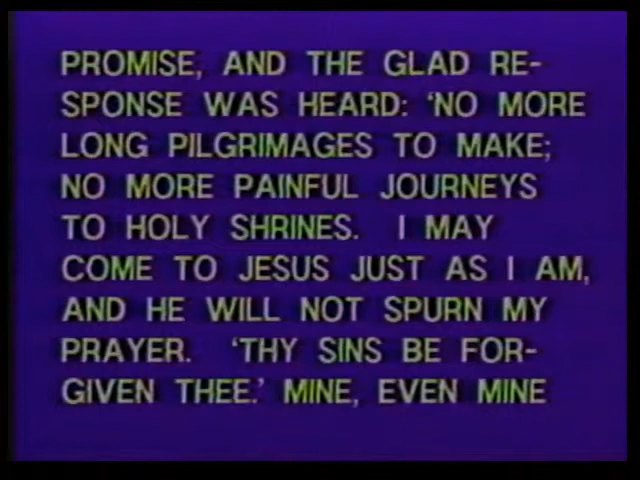 PROMISE, AND THE GLAD RE-
SPONSE WAS HEARD: 'NO MORE
LONG PILGRIMAGES TO MAKE;
NO MORE PAINFUL JOURNEYS
TO HOLY SHRINES. I MAY
COME TO JESUS JUST AS I AM,
AND HE WILL NOT SPURN MY
PRAYER. 'THY SINS BE FOR-
GIVEN THEE.' MINE, EVEN MINE